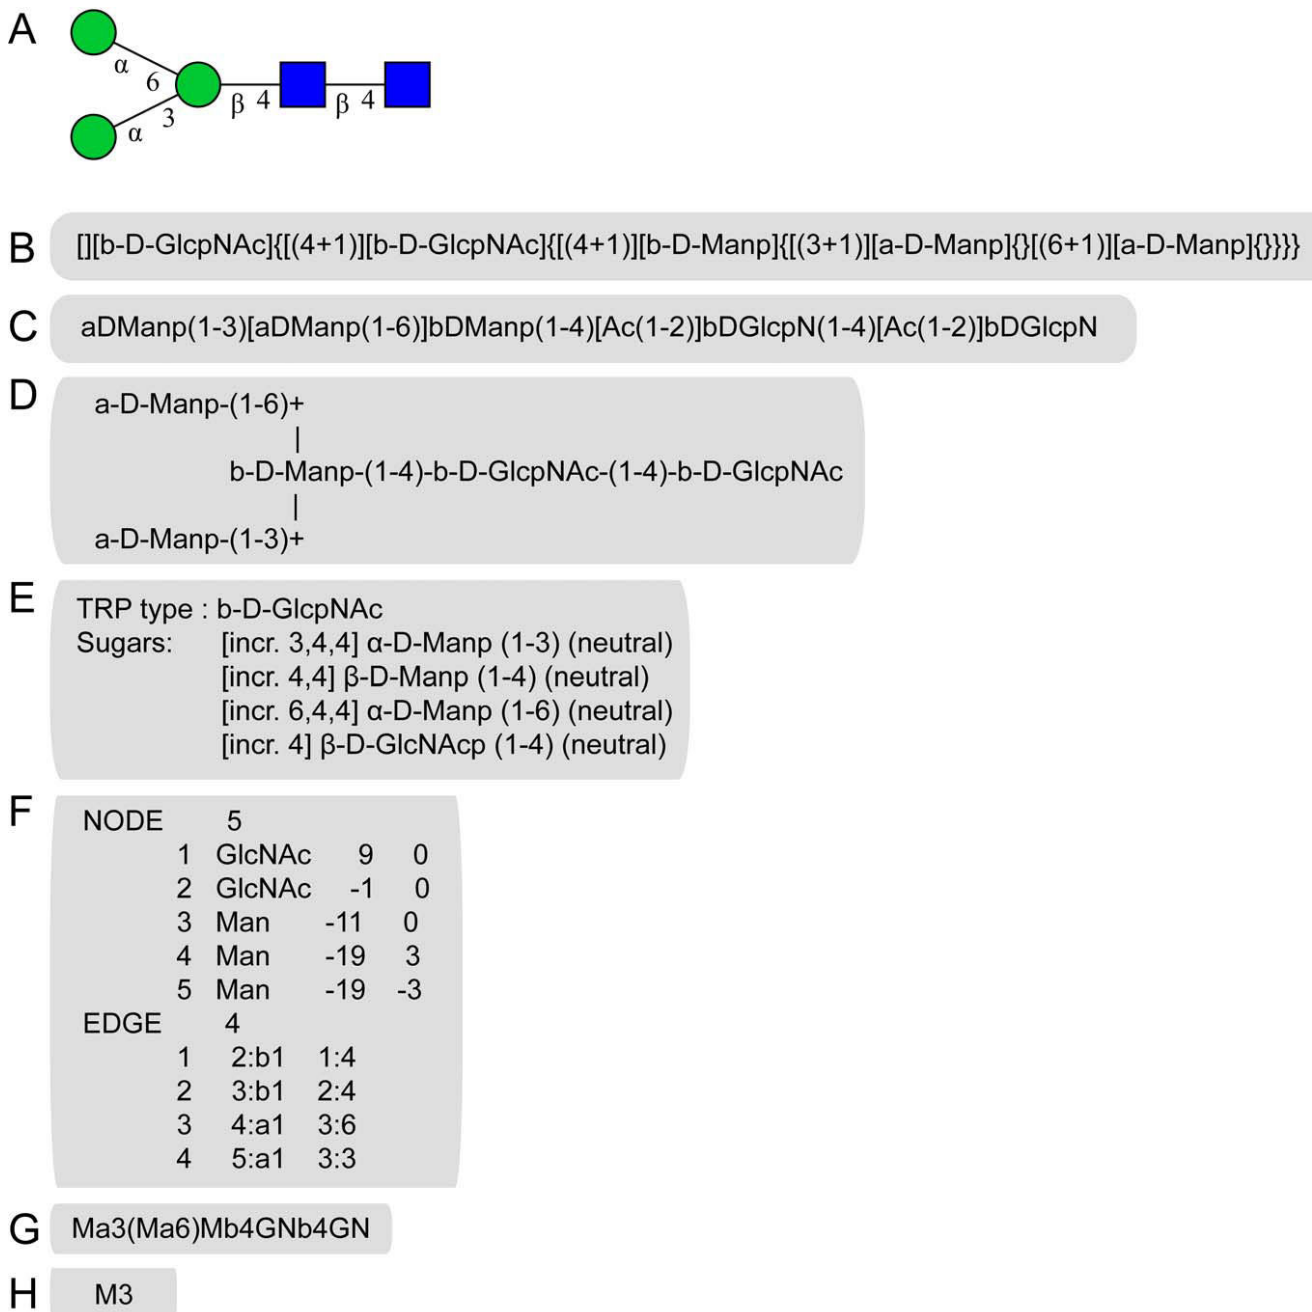 A
α 6 β 4 β 4
α 3
B
[][b-D-GlcpNAc]{[(4+1)][b-D-GlcpNAc]{[(4+1)][b-D-Manp]{[(3+1)][a-D-Manp]{}[(6+1)][a-D-Manp]{}}}}
C
aDManp(1-3)[aDManp(1-6)]bDManp(1-4)[Ac(1-2)]bDGlcpN(1-4)[Ac(1-2)]bDGlcpN
D
a-D-Manp-(1-6)+
|
b-D-Manp-(1-4)-b-D-GlcpNAc-(1-4)-b-D-GlcpNAc
|
a-D-Manp-(1-3)+
E
TRP type : b-D-GlcpNAc
Sugars: [incr. 3,4,4] α-D-Manp (1-3) (neutral)
[incr. 4,4] β-D-Manp (1-4) (neutral)
[incr. 6,4,4] α-D-Manp (1-6) (neutral)
[incr. 4] β-D-GlcNAcp (1-4) (neutral)
F
NODE 5
1 GlcNAc 9 0
2 GlcNAc -1 0
3 Man -11 0
4 Man -19 3
5 Man -19 -3
EDGE 4
1 2:b1 1:4
2 3:b1 2:4
3 4:a1 3:6
4 5:a1 3:3
G
Ma3(Ma6)Mb4GNb4GN
H
M3